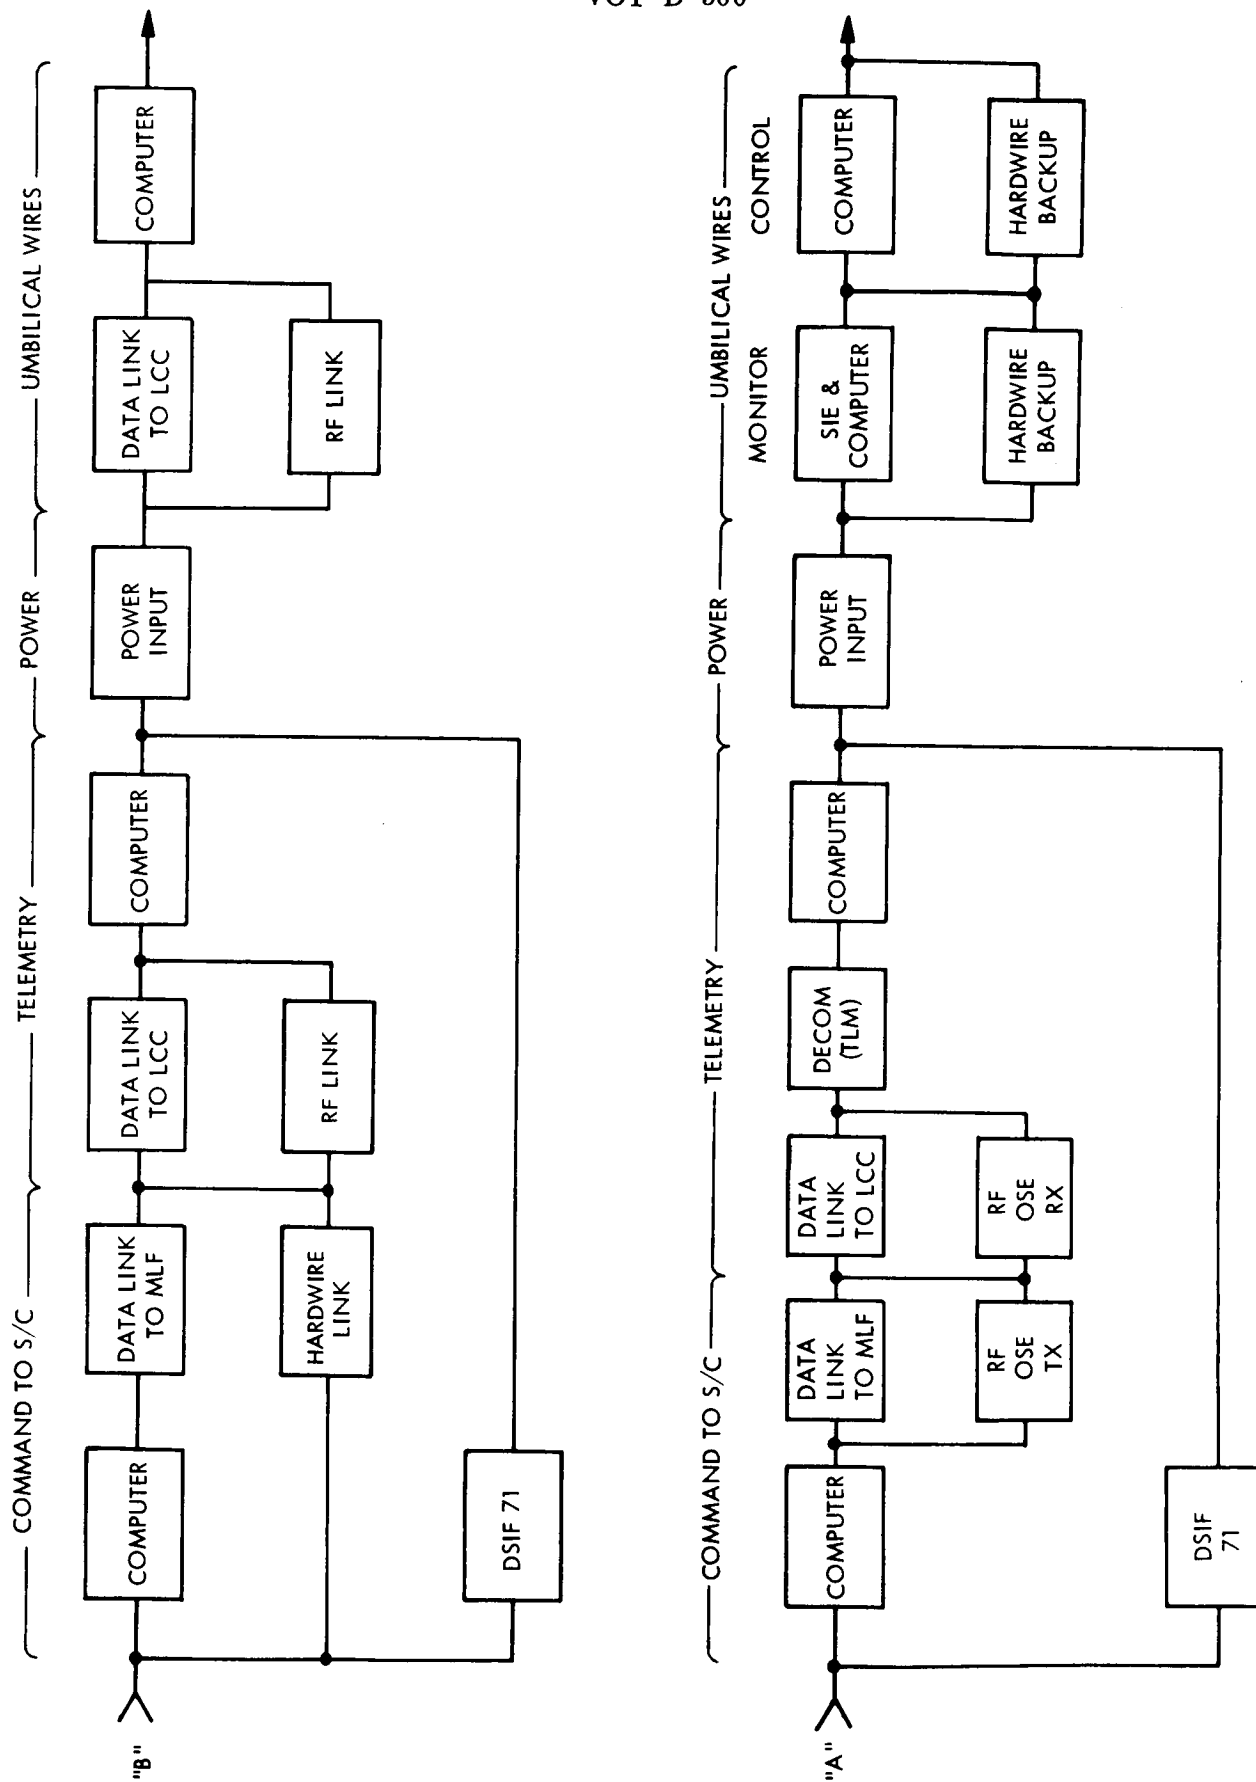 "B"
COMMAND TO S/C
TELEMETRY
POWER
UMBILICAL WIRES
COMPUTER
DATA LINK
TO MLF
DATA LINK
TO LCC
COMPUTER
POWER
INPUT
DATA LINK
TO LCC
COMPUTER
HARDWIRE
LINK
RF LINK
RF LINK
DSIF 71
"A"
COMMAND TO S/C
TELEMETRY
POWER
UMBILICAL WIRES
MONITOR
CONTROL
COMPUTER
DATA
LINK
TO MLF
DATA
LINK
TO LCC
DECOM
(TLM)
COMPUTER
POWER
INPUT
SIE &
COMPUTER
COMPUTER
RF
OSE
TX
RF
OSE
RX
HARDWIRE
BACKUP
HARDWIRE
BACKUP
DSIF
71